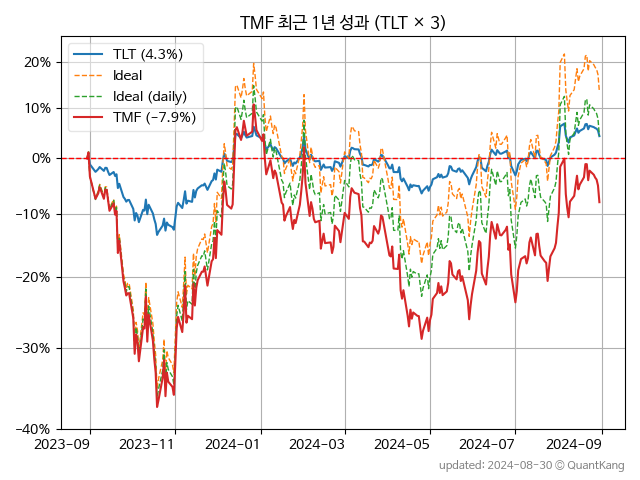 TMF 최근 1년 성과 (TLT × 3)
TLT (4.3%)
Ideal
Ideal (daily)
TMF (−7.9%)
20%
10%
0%
−10%
−20%
−30%
−40%
2023-09 2023-11 2024-01 2024-03 2024-05 2024-07 2024-09
updated: 2024-08-30 © QuantKang